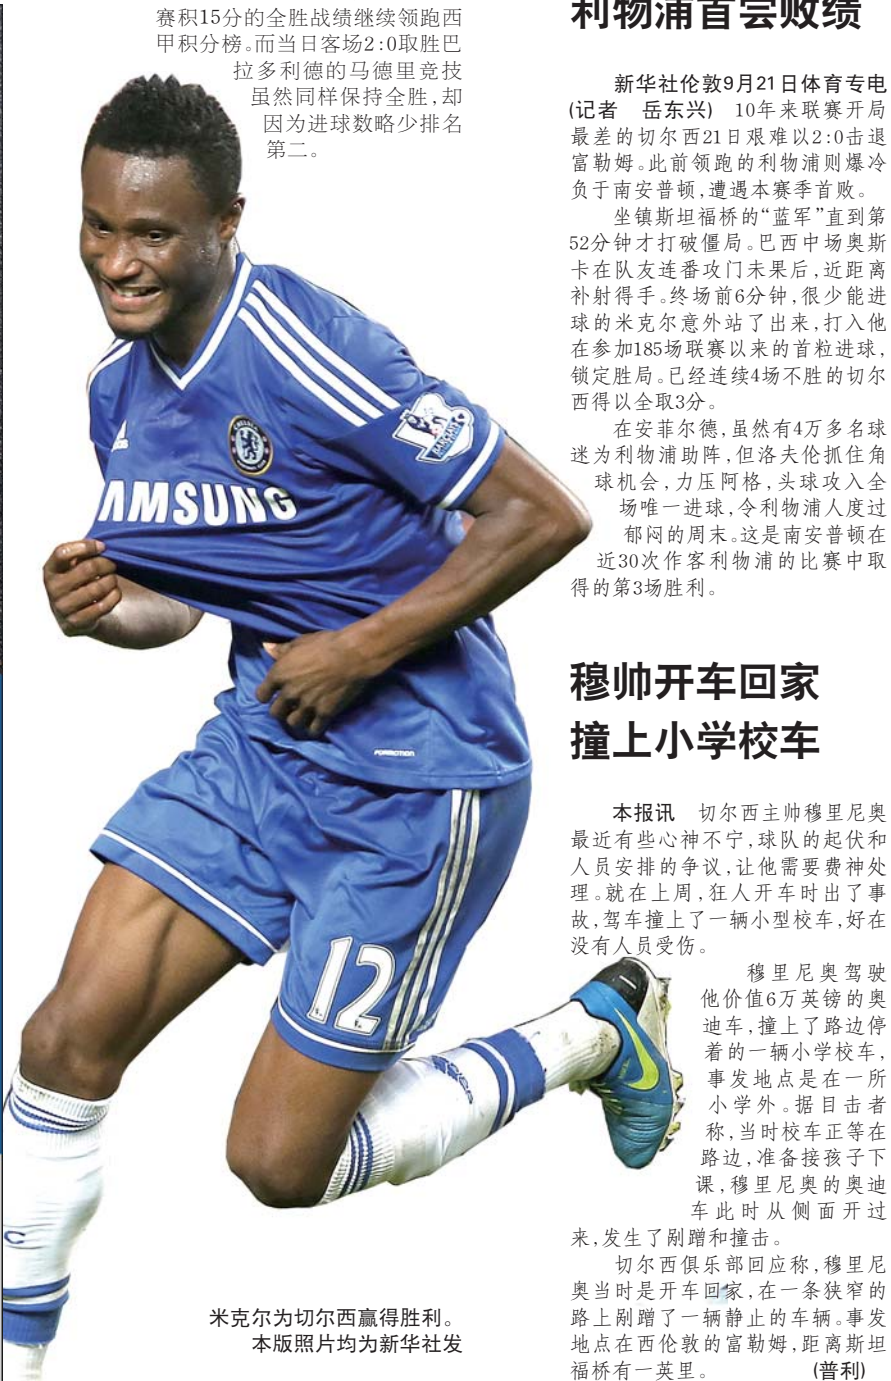 赛积15分的全胜战绩继续领跑西
甲积分榜。而当日客场2:0取胜巴
拉多利德的马德里竞技
虽然同样保持全胜,却
因为进球数略少排名
第二。
AMSUNG
FORMOTION
12
米克尔为切尔西赢得胜利。
本版照片均为新华社发
利物浦首尝败绩
新华社伦敦9月21日体育专电
(记者 岳东兴) 10年来联赛开局
最差的切尔西21日艰难以2:0击退
富勒姆。此前领跑的利物浦则爆冷
负于南安普顿,遭遇本赛季首败。
坐镇斯坦福桥的“蓝军”直到第
52分钟才打破僵局。巴西中场奥斯
卡在队友连番攻门未果后,近距离
补射得手。终场前6分钟,很少能进
球的米克尔意外站了出来,打入他
在参加185场联赛以来的首粒进球,
锁定胜局。已经连续4场不胜的切尔
西得以全取3分。
在安菲尔德,虽然有4万多名球
迷为利物浦助阵,但洛夫伦抓住角
球机会,力压阿格,头球攻入全
场唯一进球,令利物浦人度过
郁闷的周末。这是南安普顿在
近30次作客利物浦的比赛中取
得的第3场胜利。
穆帅开车回家
撞上小学校车
本报讯 切尔西主帅穆里尼奥
最近有些心神不宁,球队的起伏和
人员安排的争议,让他需要费神处
理。就在上周,狂人开车时出了事
故,驾车撞上了一辆小型校车,好在
没有人员受伤。
穆里尼奥驾驶
他价值6万英镑的奥
迪车,撞上了路边停
着的一辆小学校车,
事发地点是在一所
小学外。据目击者
称,当时校车正等在
路边,准备接孩子下
课,穆里尼奥的奥迪
车此时从侧面开过
来,发生了剐蹭和撞击。
切尔西俱乐部回应称,穆里尼
奥当时是开车回家,在一条狭窄的
路上剐蹭了一辆静止的车辆。事发
地点在西伦敦的富勒姆,距离斯坦
福桥有一英里。 (普利)